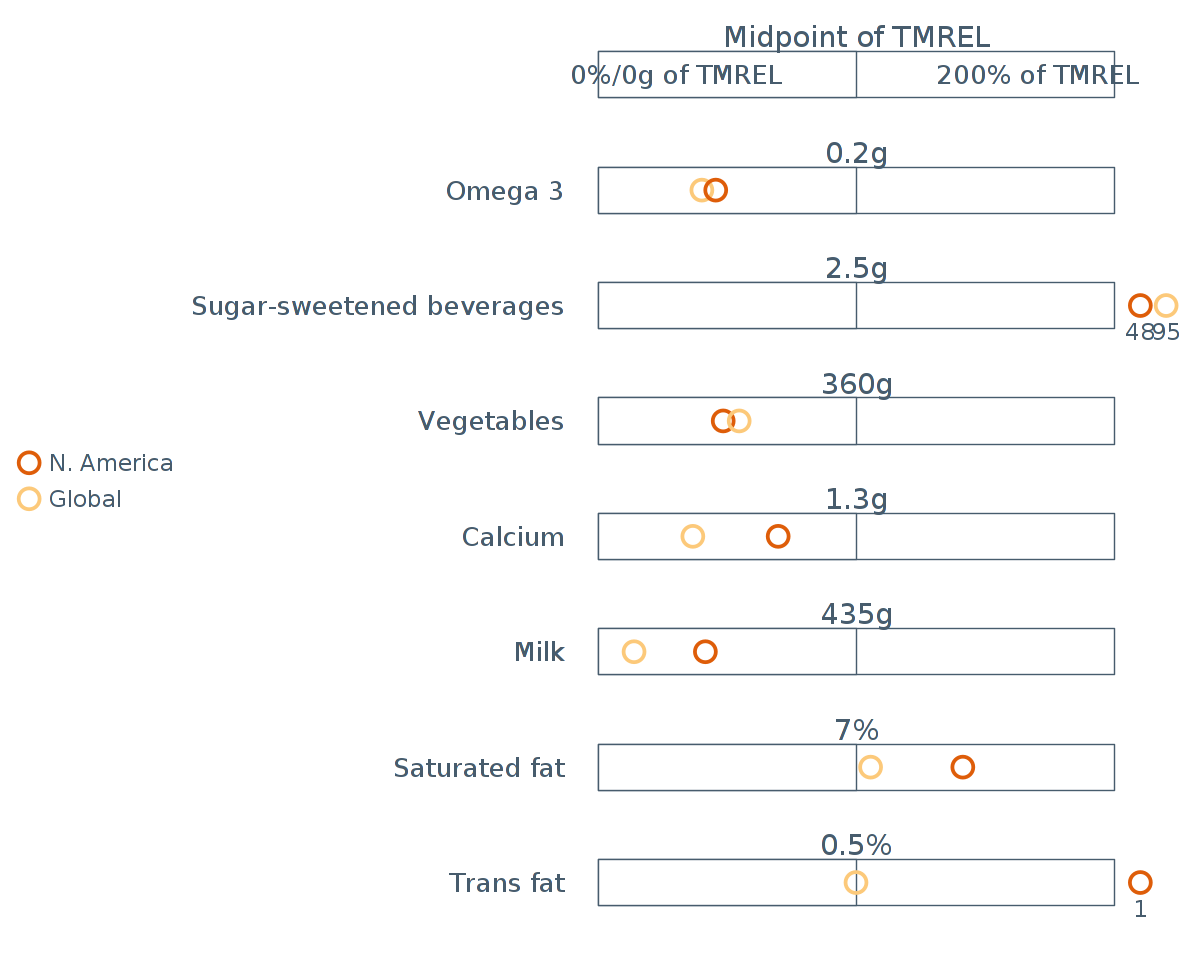 Midpoint of TMREL
0%/0g of TMREL
200% of TMREL
0.2g
Omega 3
2.5g
Sugar-sweetened beverages
48
95
360g
Vegetables
N. America
Global
1.3g
Calcium
435g
Milk
7%
Saturated fat
0.5%
Trans fat
1